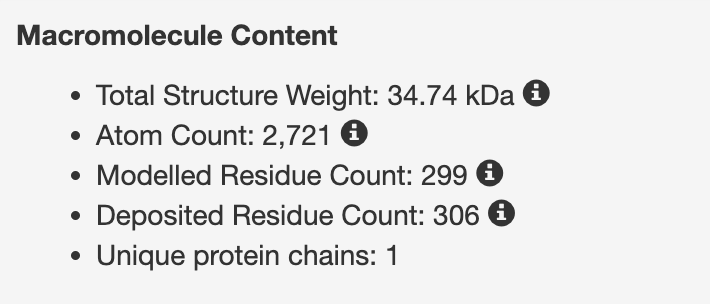 Macromolecule Content
• Total Structure Weight: 34.74 kDa
• Atom Count: 2,721
• Modelled Residue Count: 299
• Deposited Residue Count: 306
• Unique protein chains: 1